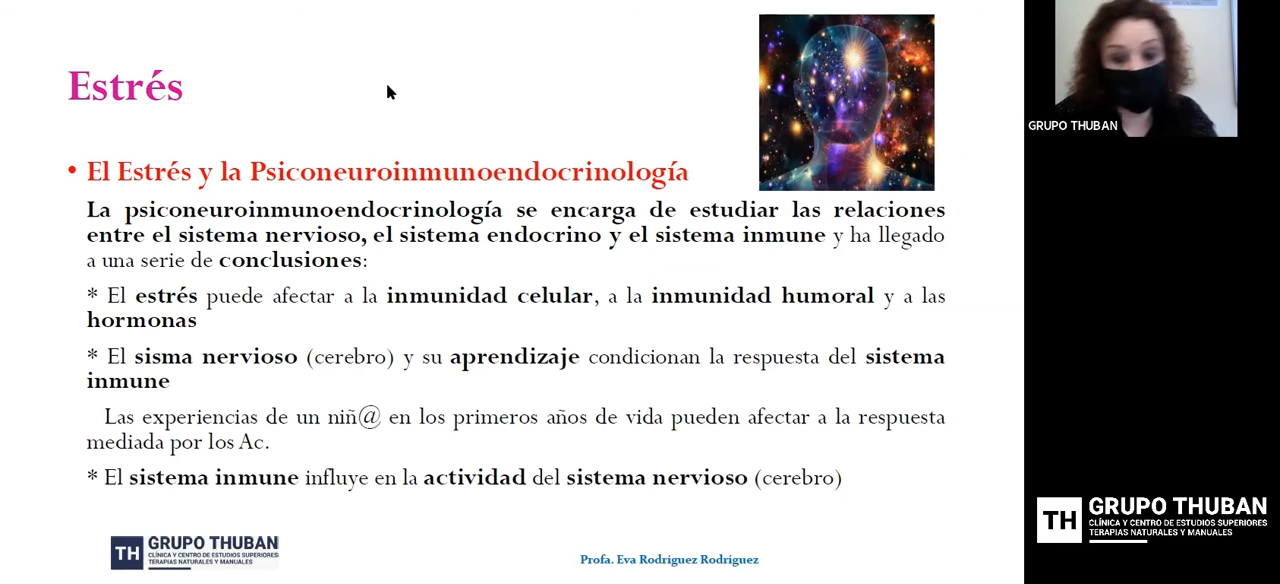 Estrés
• El Estrés y la Psiconeuroinmunoendocrinología
La psiconeuroinmunoendocrinología se encarga de estudiar las relaciones
entre el sistema nervioso, el sistema endocrino y el sistema inmune y ha llegado
a una serie de conclusiones:
* El estrés puede afectar a la inmunidad celular, a la inmunidad humoral y a las
hormonas
* El sisma nervioso (cerebro) y su aprendizaje condicionan la respuesta del sistema
inmune
Las experiencias de un niñ@ en los primeros años de vida pueden afectar a la respuesta
mediada por los Ac.
* El sistema inmune influye en la actividad del sistema nervioso (cerebro)
TH GRUPO THUBAN
CLÍNICA Y CENTRO DE ESTUDIOS SUPERIORES
TERAPIAS NATURALES Y MANUALES
Profa. Eva Rodríguez Rodríguez
GRUPO THUBAN
TH GRUPO THUBAN
CLÍNICA Y CENTRO DE ESTUDIOS SUPERIORES
TERAPIAS NATURALES Y MANUALES